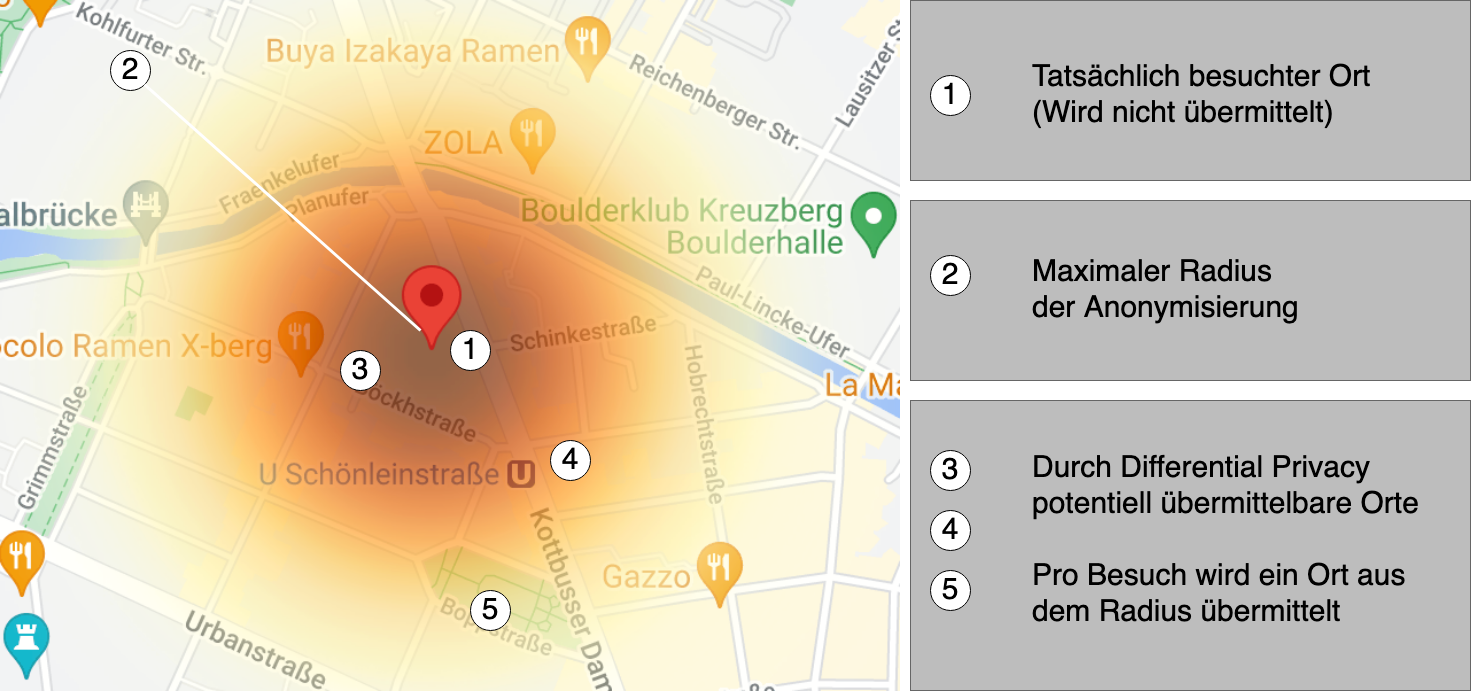 Kohlfurter Str.
2
Buya Izakaya Ramen
Reichenberger Str.
Lausitzer S
ZOLA
Fraenkelufer
Planufer
albrücke
Boulderklub Kreuzberg
Boulderhalle
Paul-Lincke-Ufer
ocolo Ramen X-berg
3
1
Schinkestraße
Böckhstraße
La Ma
Grimmstraße
Hobrechtstraße
U Schönleinstraße
U
4
Kottbusser Dam
Gazzo
5
Urbanstraße
1
Tatsächlich besuchter Ort
(Wird nicht übermittelt)
2
Maximaler Radius
der Anonymisierung
3
Durch Differential Privacy
potentiell übermittelbare Orte
4
5
Pro Besuch wird ein Ort aus
dem Radius übermittelt